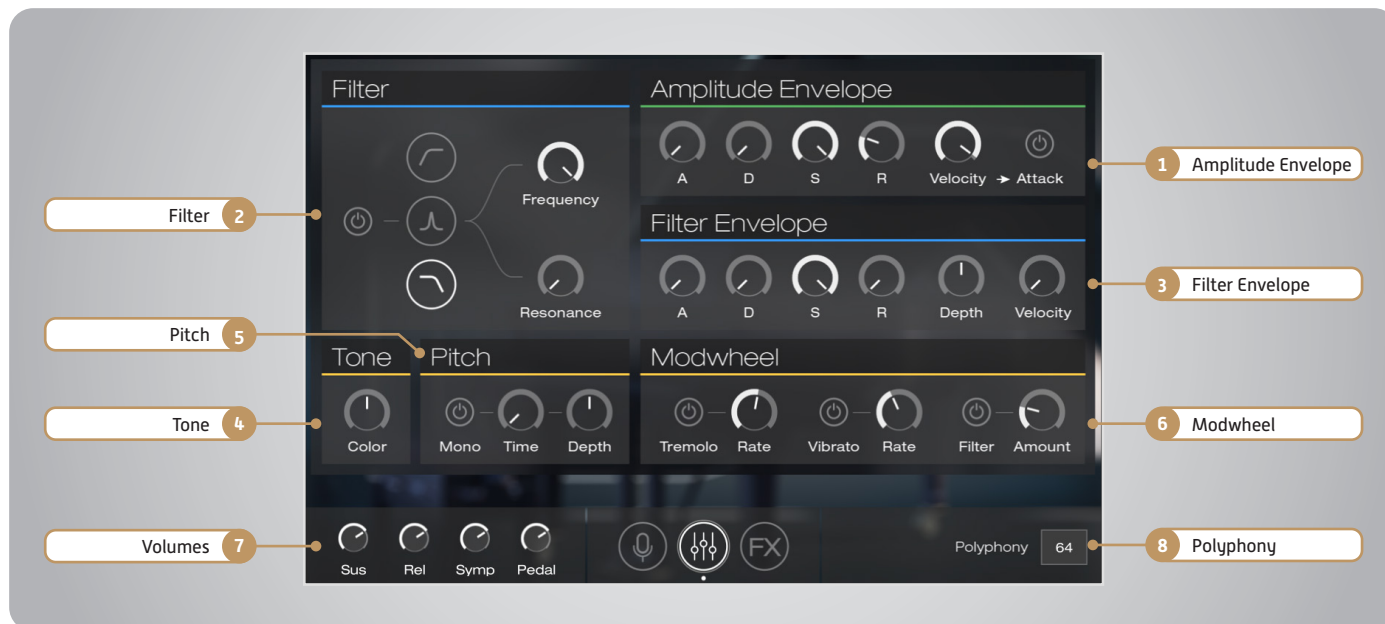 Filter
Amplitude Envelope
A D S R Velocity → Attack
1 Amplitude Envelope
Frequency
Filter 2
Filter Envelope
A D S R Depth Velocity
3 Filter Envelope
Resonance
Pitch 5
Tone
Pitch
Modwheel
Tone 4
Color
Mono Time Depth
Tremolo Rate Vibrato Rate Filter Amount
6 Modwheel
Volumes 7
Sus Rel Symp Pedal
FX
Polyphony 64
8 Polyphony